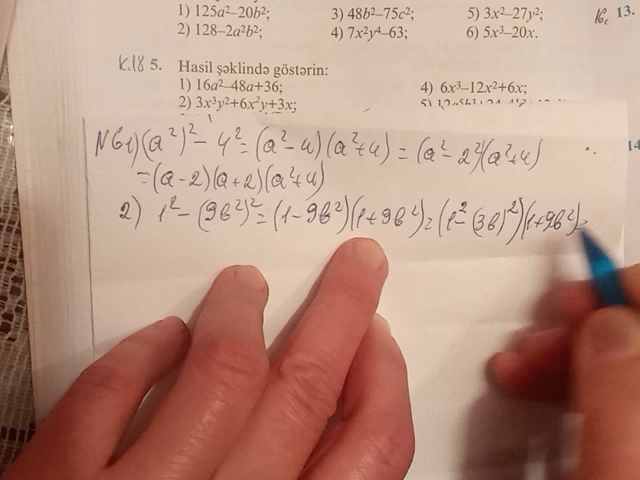 1) 125a²–20b²; 3) 48b²–75c²; 5) 3x²–27y²; 13.
2) 128–2a²b²; 4) 7x²y⁴–63; 6) 5x³–20x.
5. Hasil şəklində göstərin:
1) 16a²–48a+36; 4) 6x³–12x²+6x;
2) 3x³y²+6x²y+3x;
14
N61) (a²)² – 4² = (a²–4)(a²+4) = (a²–2²)(a²+4)
=(a–2)(a+2)(a²+4)
2) 1² – (9b²)² = (1–9b²)(1+9b²) = (1²–(3b)²)(1+9b²)=